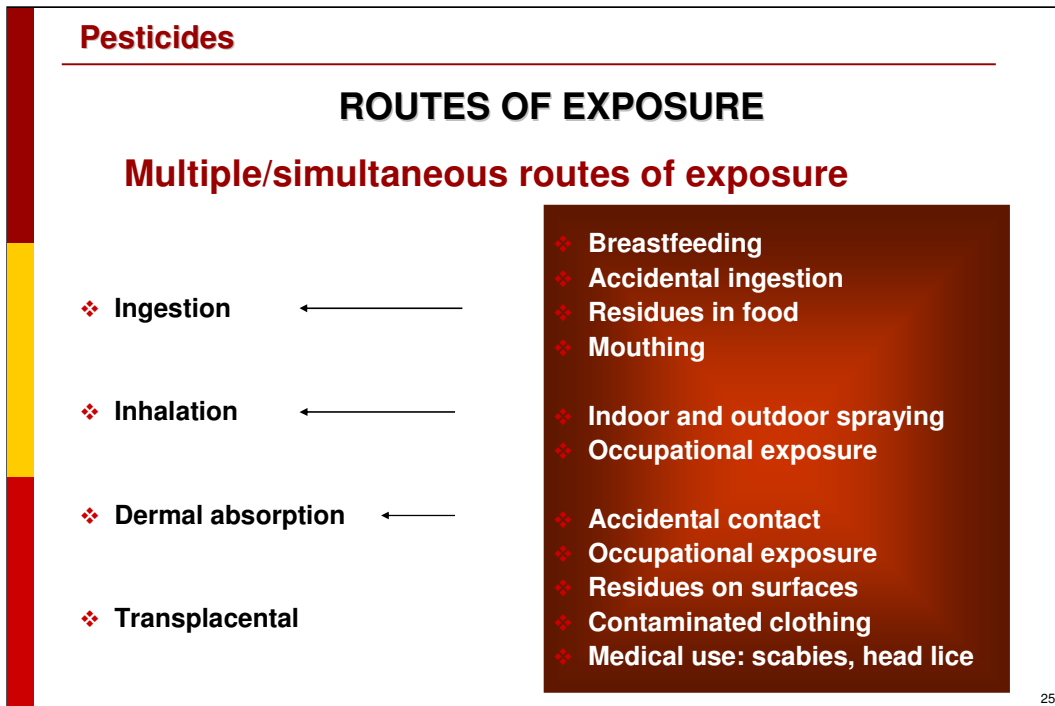 Pesticides
ROUTES OF EXPOSURE
Multiple/simultaneous routes of exposure
❖ Ingestion
❖ Inhalation
❖ Dermal absorption
❖ Transplacental
❖ Breastfeeding
❖ Accidental ingestion
❖ Residues in food
❖ Mouthing
❖ Indoor and outdoor spraying
❖ Occupational exposure
❖ Accidental contact
❖ Occupational exposure
❖ Residues on surfaces
❖ Contaminated clothing
❖ Medical use: scabies, head lice
25